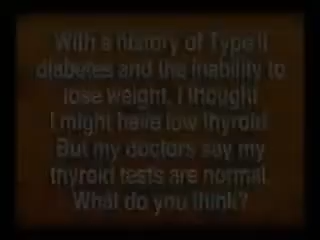 With a history of Type II
diabetes and the inability to
lose weight, I thought
I might have low thyroid.
But my doctors say my
thyroid tests are normal.
What do you think?